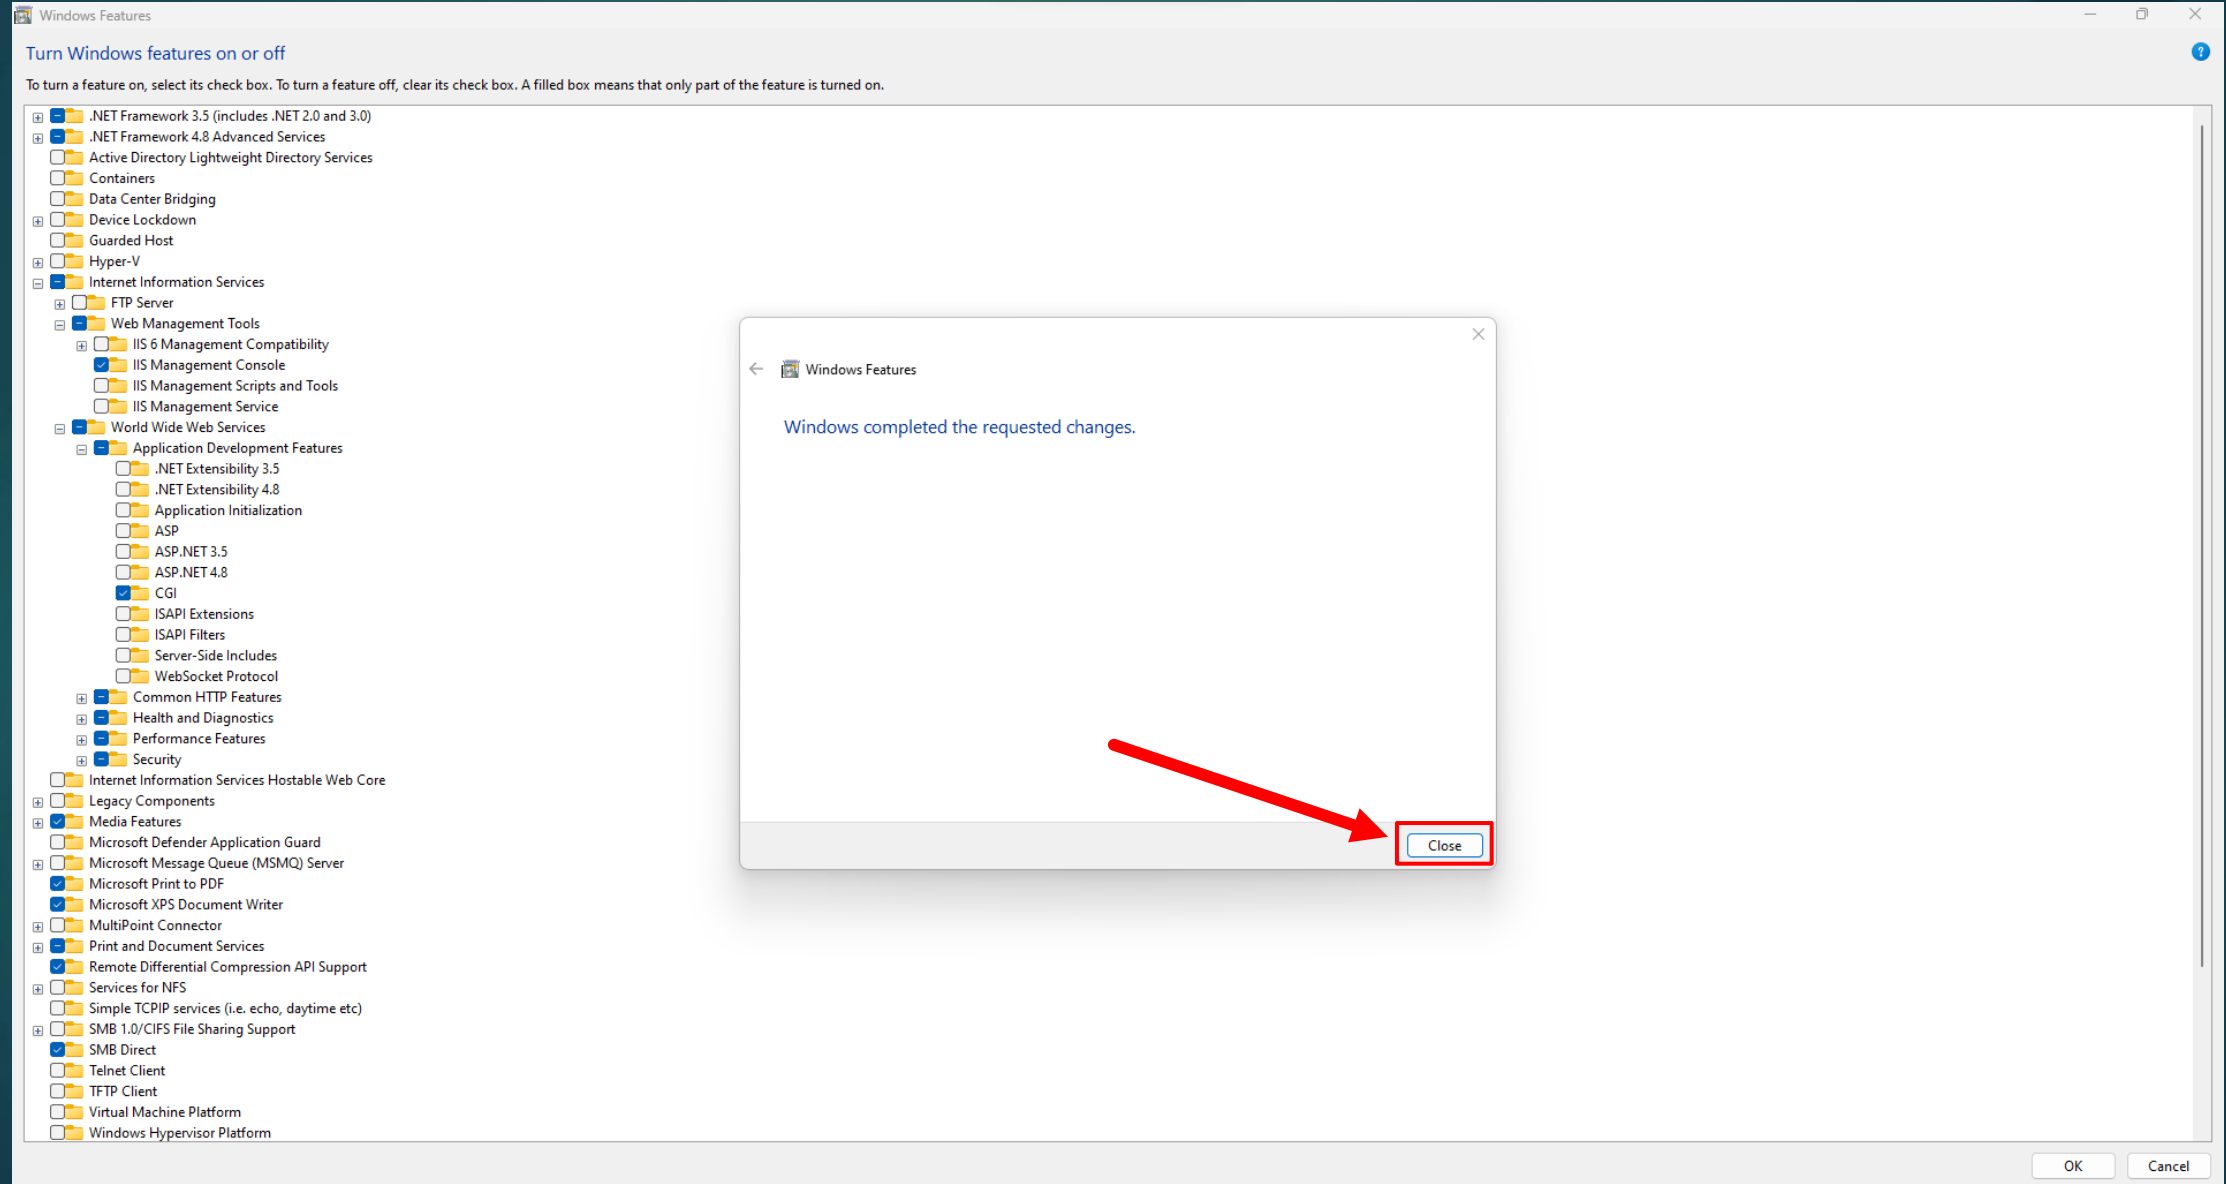 Windows Features
Turn Windows features on or off
?
To turn a feature on, select its check box. To turn a feature off, clear its check box. A filled box means that only part of the feature is turned on.
.NET Framework 3.5 (includes .NET 2.0 and 3.0)
.NET Framework 4.8 Advanced Services
Active Directory Lightweight Directory Services
Containers
Data Center Bridging
Device Lockdown
Guarded Host
Hyper-V
Internet Information Services
FTP Server
Web Management Tools
IIS 6 Management Compatibility
IIS Management Console
IIS Management Scripts and Tools
IIS Management Service
World Wide Web Services
Application Development Features
.NET Extensibility 3.5
.NET Extensibility 4.8
Application Initialization
ASP
ASP.NET 3.5
ASP.NET 4.8
CGI
ISAPI Extensions
ISAPI Filters
Server-Side Includes
WebSocket Protocol
Common HTTP Features
Health and Diagnostics
Performance Features
Security
Internet Information Services Hostable Web Core
Legacy Components
Media Features
Microsoft Defender Application Guard
Microsoft Message Queue (MSMQ) Server
Microsoft Print to PDF
Microsoft XPS Document Writer
MultiPoint Connector
Print and Document Services
Remote Differential Compression API Support
Services for NFS
Simple TCPIP services (i.e. echo, daytime etc)
SMB 1.0/CIFS File Sharing Support
SMB Direct
Telnet Client
TFTP Client
Virtual Machine Platform
Windows Hypervisor Platform
Windows Features
Windows completed the requested changes.
Close
OK
Cancel